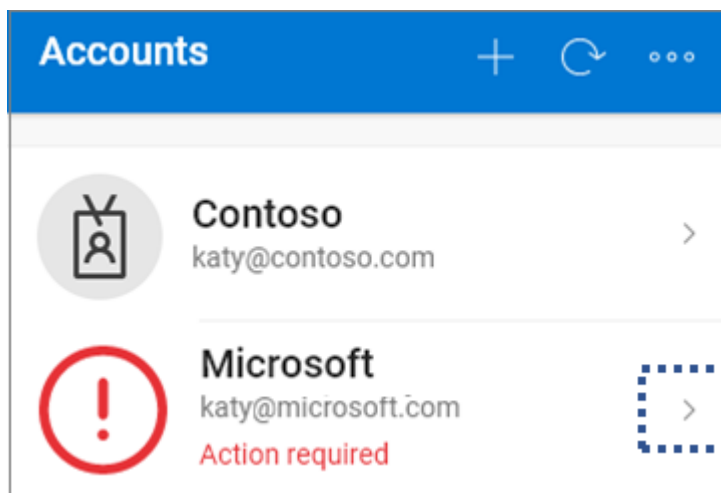 Accounts
Contoso
katy@contoso.com
Microsoft
katy@microsoft.com
Action required